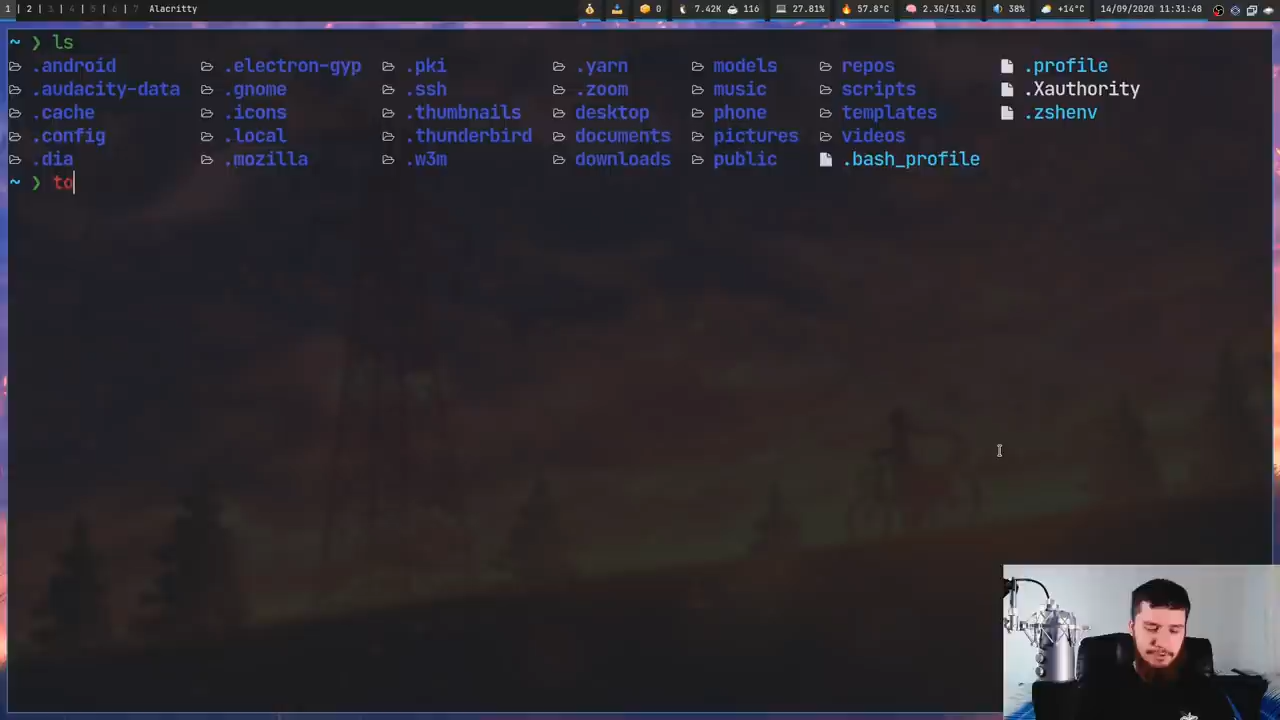 1 | 2 | 3 | 4 | 5 | 6 | 7 Alacritty 0 7.42K 116 27.81% 57.8°C 2.3G/31.3G 38% +14°C 14/09/2020 11:31:48
~ ❯ ls
.android .electron-gyp .pki .yarn models repos .profile
.audacity-data .gnome .ssh .zoom music scripts .Xauthority
.cache .icons .thumbnails desktop phone templates .zshenv
.config .local .thunderbird documents pictures videos
.dia .mozilla .w3m downloads public .bash_profile
~ ❯ to